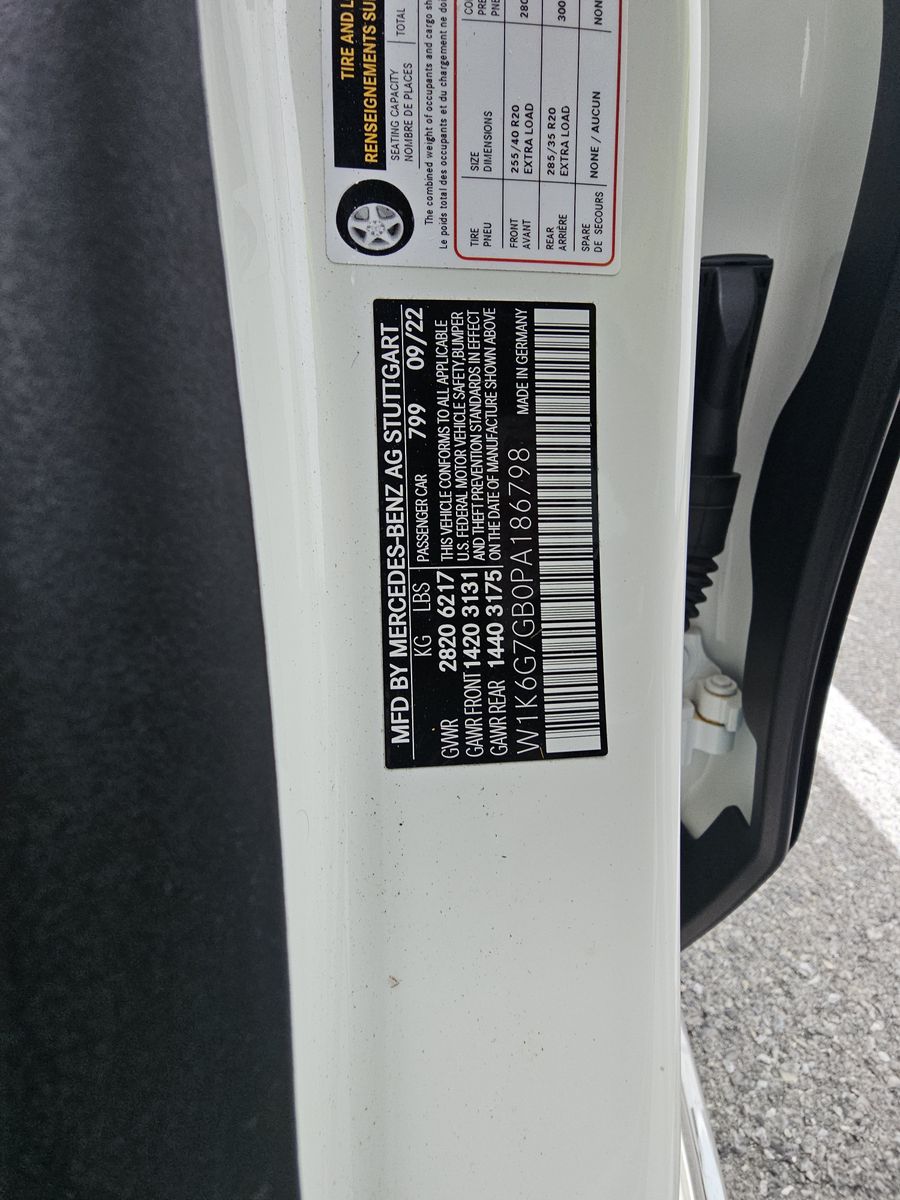 TIRE AND
RENSEIGNEMENTS
SEATING CAPACITY
NOMBRE DE PLACES
TOTAL
The combined weight of occupants and cargo
Le poids total des occupants et du chargement ne
TIRE
PNEU
SIZE
DIMENSIONS
FRONT
AVANT
255/40 R20
EXTRA LOAD
280
REAR
ARRIÈRE
285/35 R20
EXTRA LOAD
300
SPARE
DE SECOURS
NONE / AUCUN
MFD BY MERCEDES-BENZ AG STUTTGART
KG LBS PASSENGER CAR 799 09/22
GVWR 2820 6217
GAWR FRONT 1420 3131
GAWR REAR 1440 3175
THIS VEHICLE CONFORMS TO ALL APPLICABLE
U.S. FEDERAL MOTOR VEHICLE SAFETY,BUMPER
AND THEFT PREVENTION STANDARDS IN EFFECT
ON THE DATE OF MANUFACTURE SHOWN ABOVE
W1K6G7GB0PA186798 MADE IN GERMANY